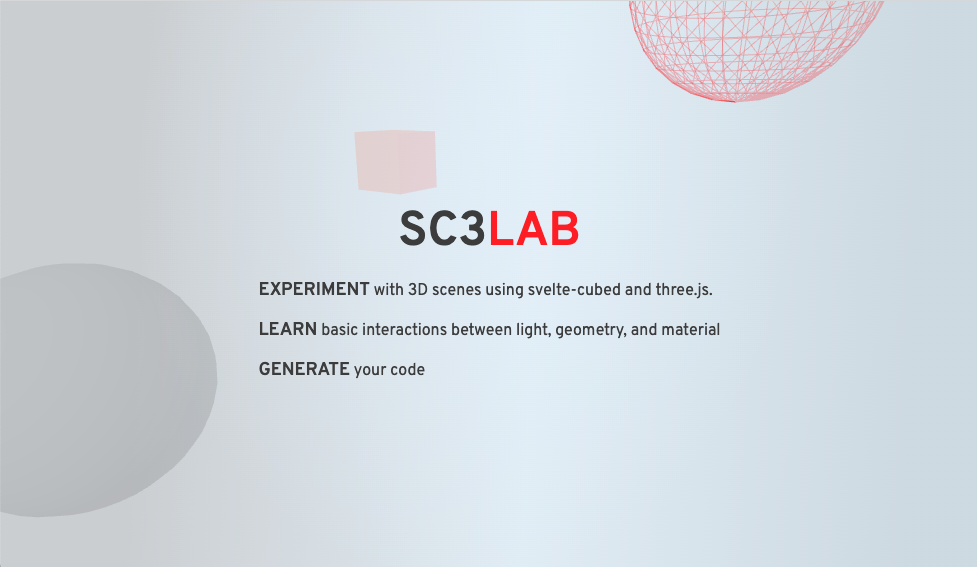 SC3LAB
EXPERIMENT with 3D scenes using svelte-cubed and three.js.
LEARN basic interactions between light, geometry, and material
GENERATE your code